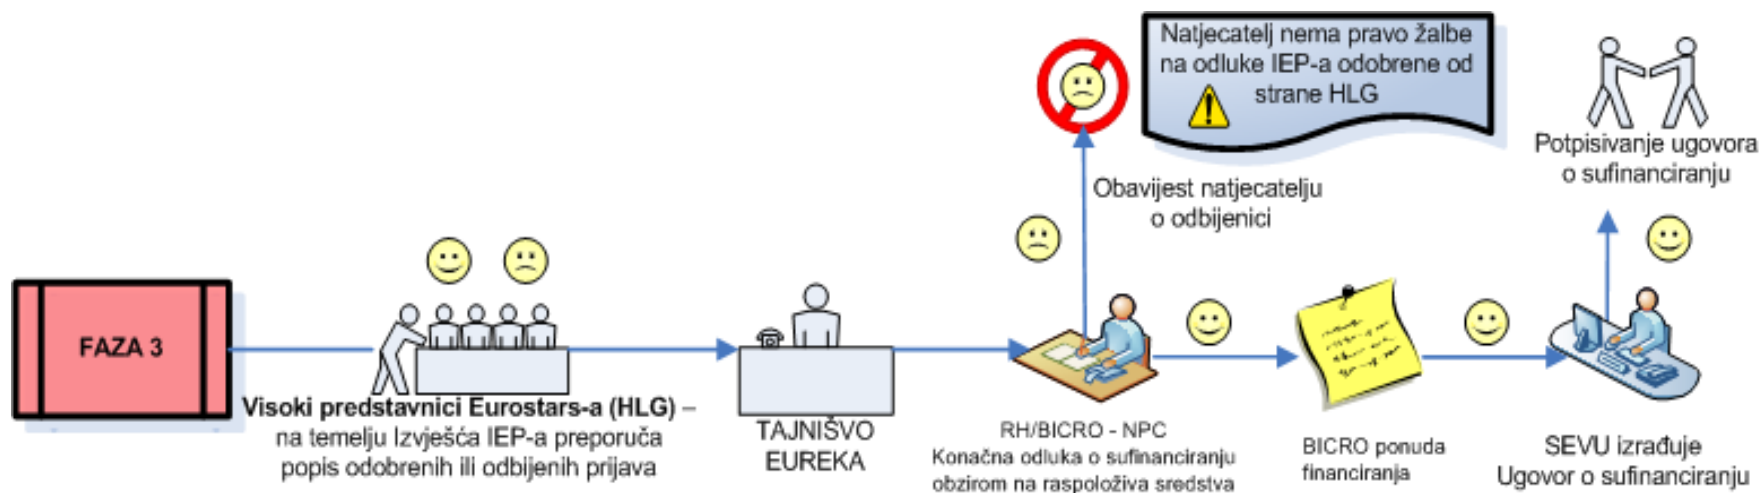 Natjecatelj nema pravo žalbe
na odluke IEP-a odobrene od
strane HLG
Potpisivanje ugovora
o sufinanciranju
Obavijest natjecatelju
o odbijenici
FAZA 3
Visoki predstavnici Eurostars-a (HLG) –
na temelju Izvješća IEP-a preporuča
popis odobrenih ili odbijenih prijava
TAJNIŠVO
EUREKA
RH/BICRO - NPC
Konačna odluka o sufinanciranju
obzirom na raspoloživa sredstva
BICRO ponuda
financiranja
SEVU izrađuje
Ugovor o sufinanciranju